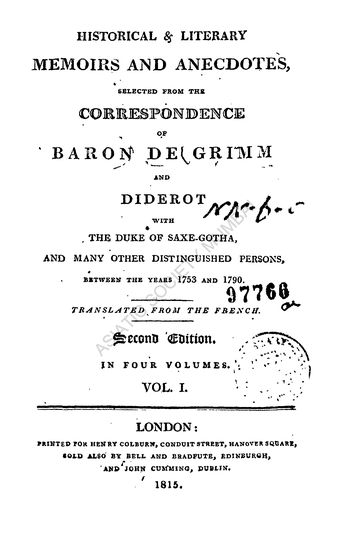 HISTORICAL & LITERARY
MEMOIRS AND ANECDOTES,
SELECTED FROM THE
CORRESPONDENCE
OF
BARON DE GRIMM
AND
DIDEROT
WITH
THE DUKE OF SAXE-GOTHA,
AND MANY OTHER DISTINGUISHED PERSONS,
BETWEEN THE YEARS 1753 AND 1790.
97766
TRANSLATED FROM THE FRENCH.
Second Edition.
IN FOUR VOLUMES.
VOL. I.
LONDON:
PRINTED FOR HENRY COLBURN, CONDUIT STREET, HANOVER SQUARE,
SOLD ALSO BY BELL AND BRADFUTE, EDINBURGH,
AND JOHN CUMMING, DUBLIN.
1815.
ASIATIC SOCIETY, MUMBAI